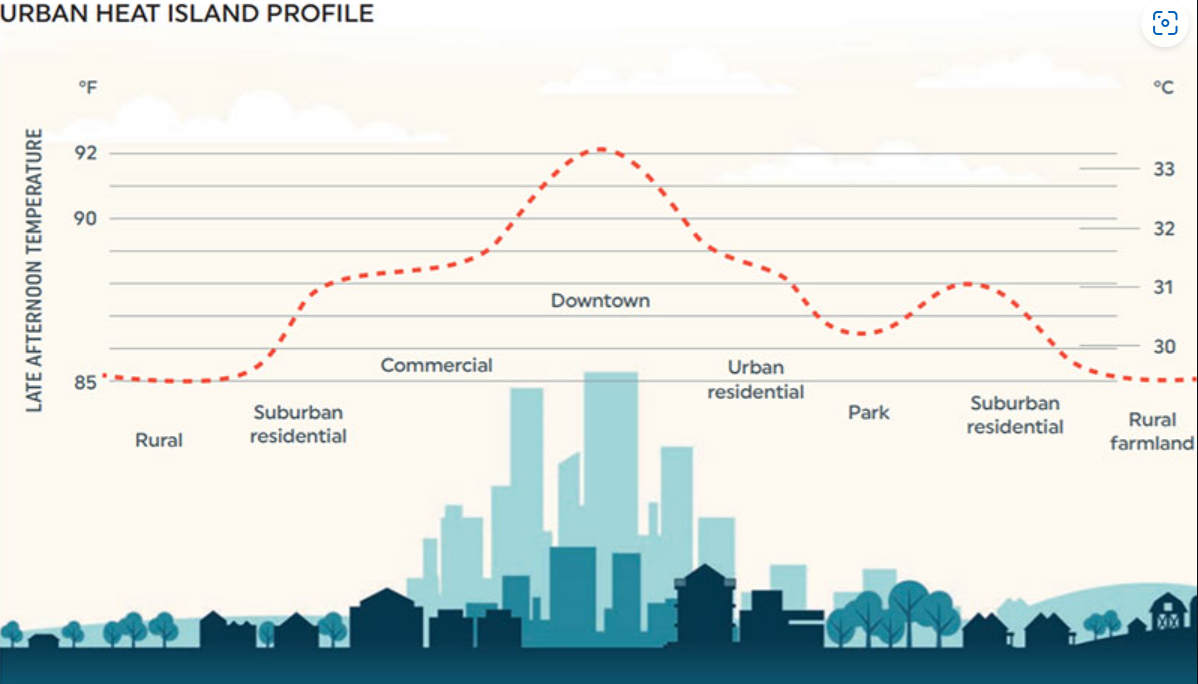 URBAN HEAT ISLAND PROFILE
°F
°C
LATE AFTERNOON TEMPERATURE
92
90
85
33
32
31
30
Downtown
Commercial
Urban
residential
Suburban
residential
Rural
Park
Suburban
residential
Rural
farmland